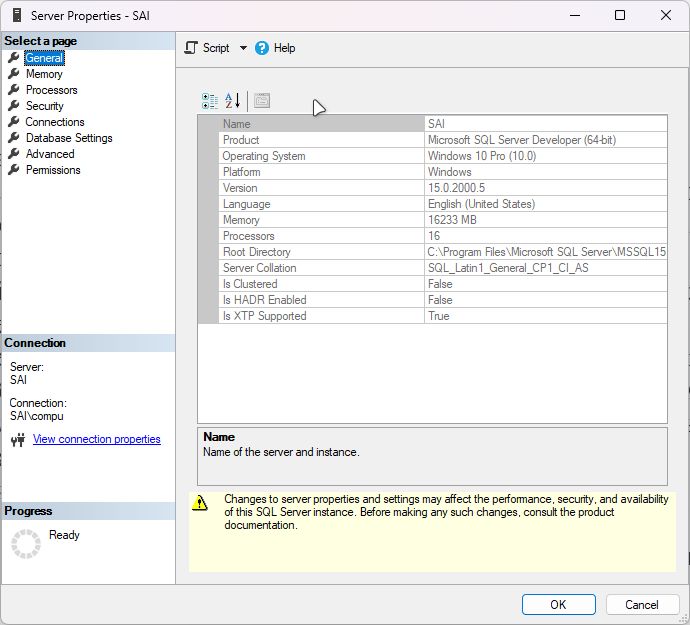 Server Properties - SAI
Select a page
General
Memory
Processors
Security
Connections
Database Settings
Advanced
Permissions
Connection
Server:
SAI
Connection:
SAI\compu
View connection properties
Progress
Ready
Script
Help
Name SAI
Product Microsoft SQL Server Developer (64-bit)
Operating System Windows 10 Pro (10.0)
Platform Windows
Version 15.0.2000.5
Language English (United States)
Memory 16233 MB
Processors 16
Root Directory C:\Program Files\Microsoft SQL Server\MSSQL15
Server Collation SQL_Latin1_General_CP1_CI_AS
Is Clustered False
Is HADR Enabled False
Is XTP Supported True
Name
Name of the server and instance.
Changes to server properties and settings may affect the performance, security, and availability
of this SQL Server instance. Before making any such changes, consult the product
documentation.
OK Cancel